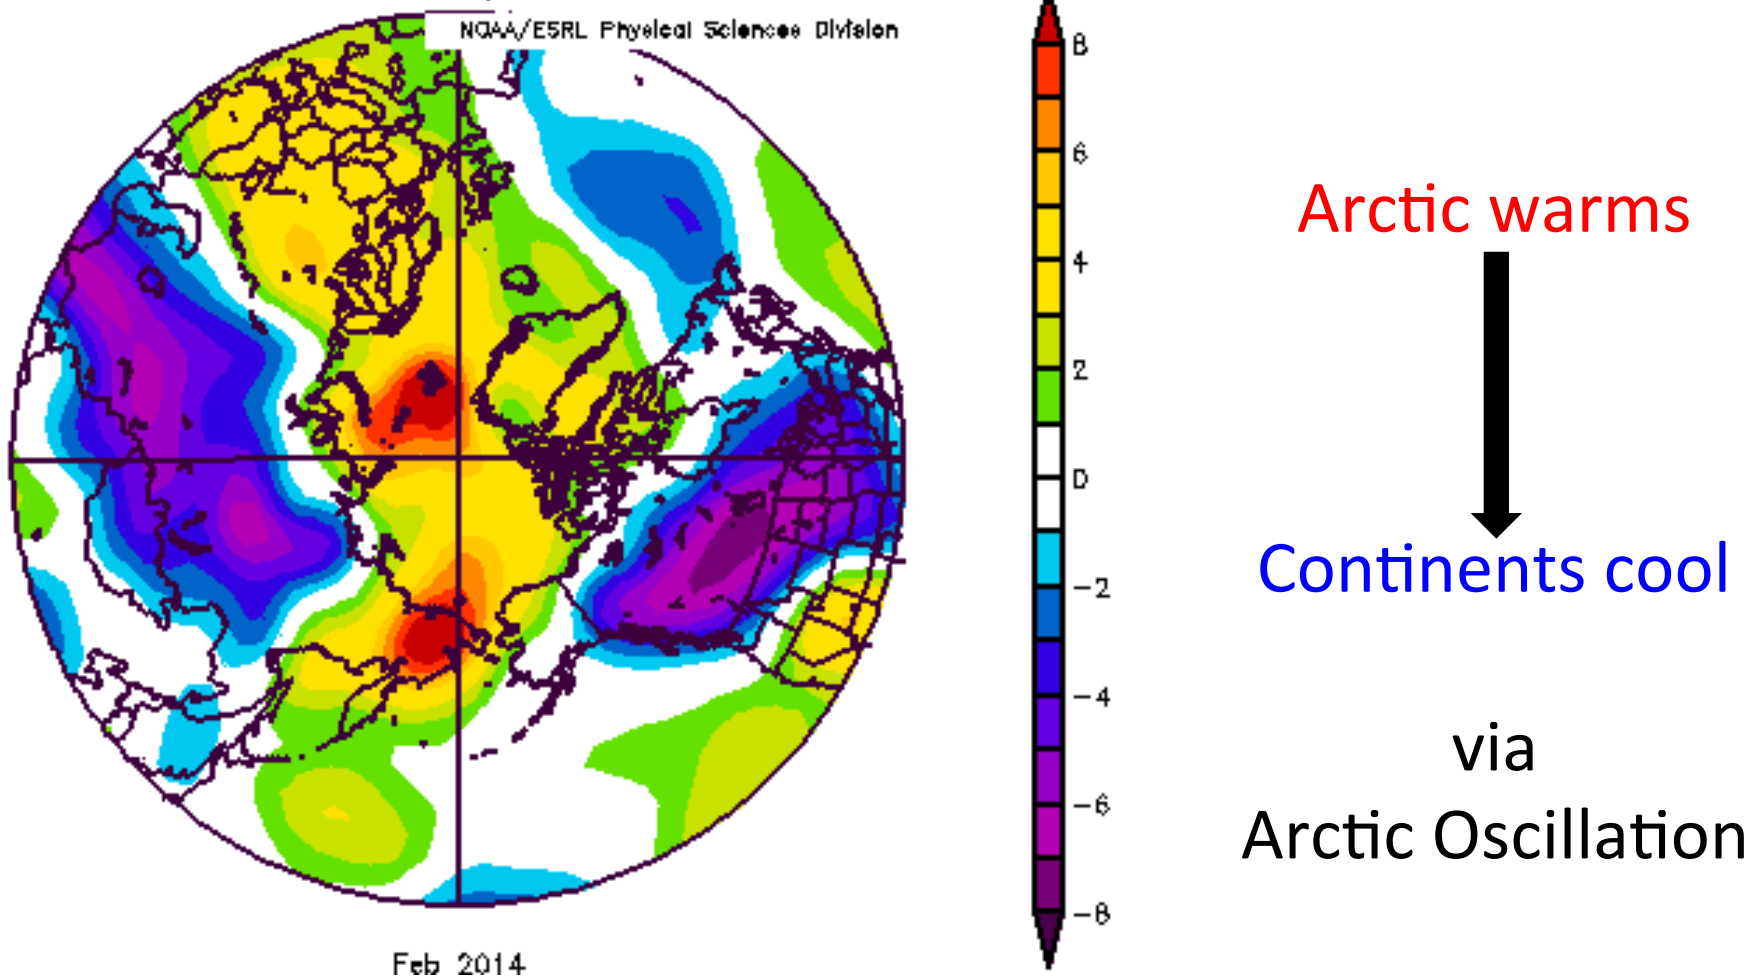 NOAA/ESRL Physical Sciences Division
8
6
4
2
0
-2
-4
-6
-8
Arctic warms
Continents cool
via
Arctic Oscillation
Feb 2014